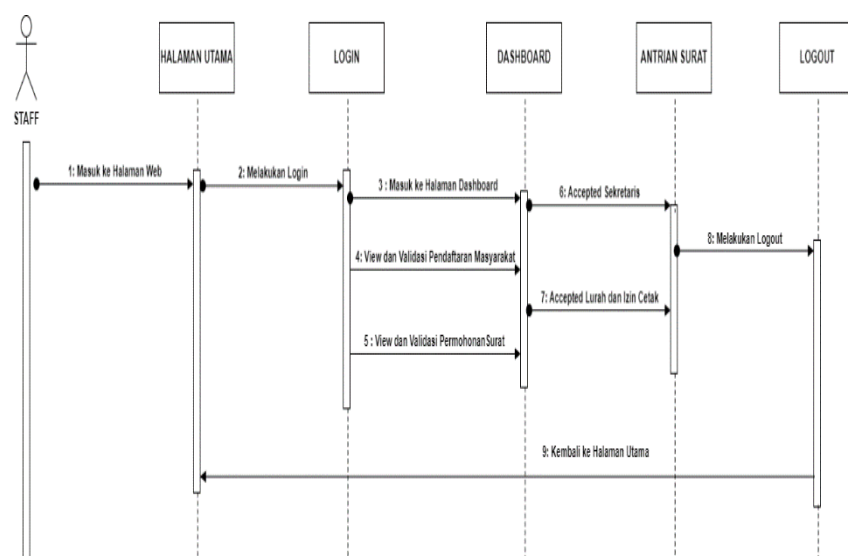 HALAMAN UTAMA
LOGIN
DASHBOARD
ANTRIAN SURAT
LOGOUT
STAFF
1: Masuk ke Halaman Web
2: Melakukan Login
3 : Masuk ke Halaman Dashboard
6: Accepted Sekretaris
8: Melakukan Logout
4: View dan Validasi Pendaftaran Masyarakat
7: Accepted Lurah dan Izin Cetak
5 : View dan Validasi PermohonanSurat
9: Kembali ke Halaman Utama